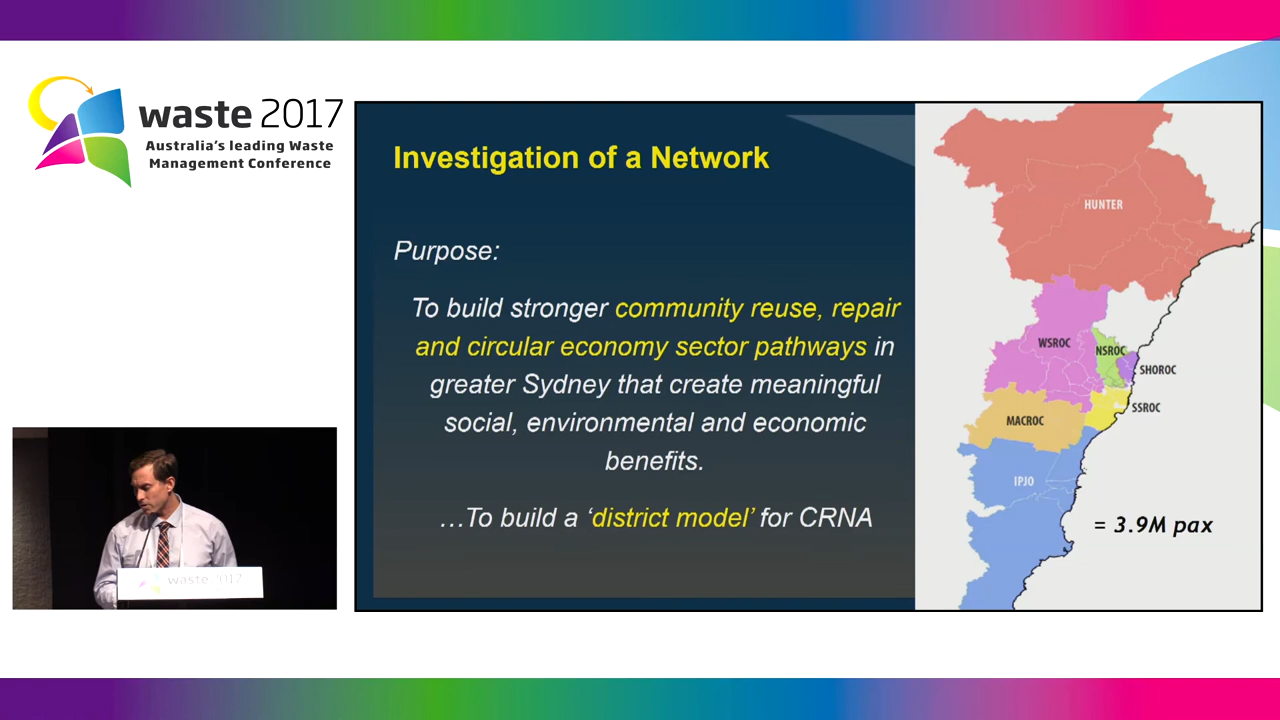 waste 2017
Australia's leading Waste
Management Conference
Investigation of a Network
Purpose:
To build stronger community reuse, repair
and circular economy sector pathways in
greater Sydney that create meaningful
social, environmental and economic
benefits.
…To build a ‘district model’ for CRNA
HUNTER
WSROC
NSROC
SHOROC
SSROC
MACROC
IPJO
= 3.9M pax
waste 2017